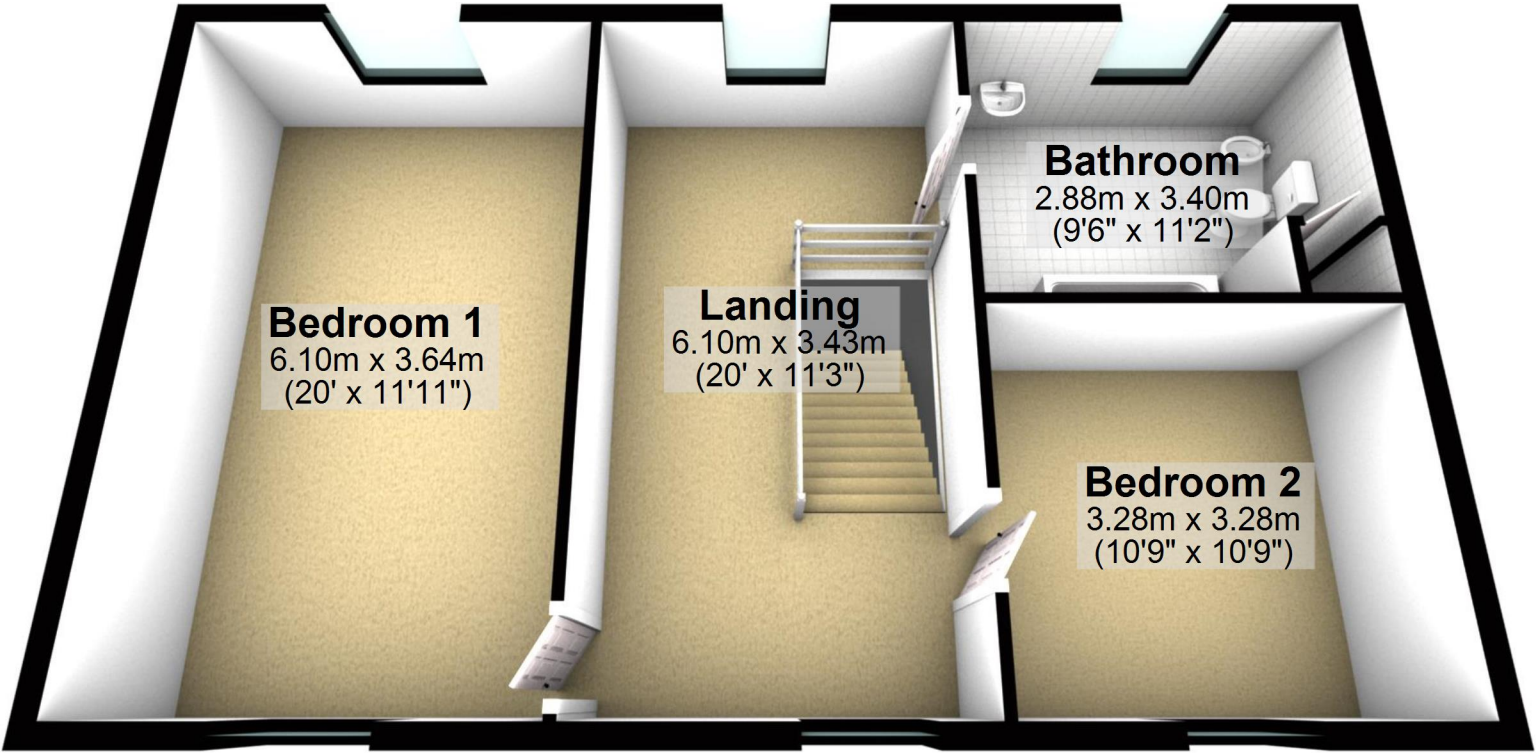 Bathroom
2.88m x 3.40m
(9'6" x 11'2")
Bedroom 1
6.10m x 3.64m
(20' x 11'11")
Landing
6.10m x 3.43m
(20' x 11'3")
Bedroom 2
3.28m x 3.28m
(10'9" x 10'9")